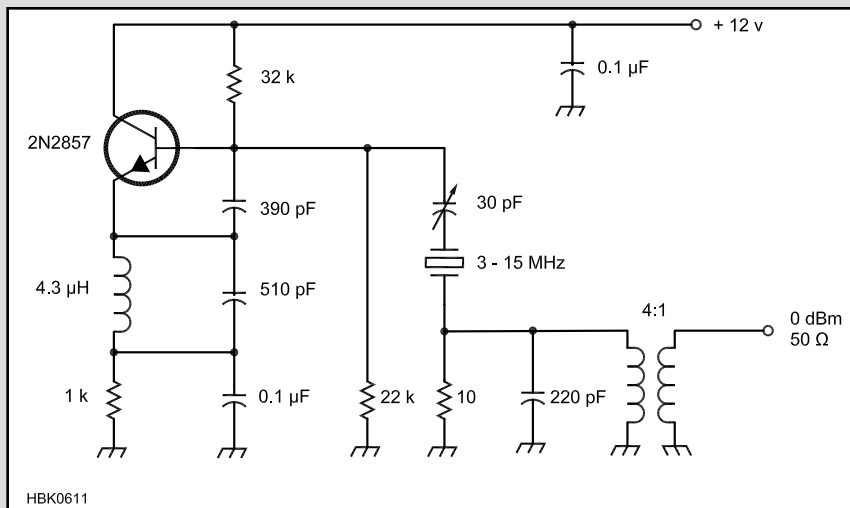 + 12 v
0.1 µF
32 k
2N2857
390 pF
30 pF
3 - 15 MHz
4.3 µH
510 pF
4:1
0 dBm
50 Ω
1 k
0.1 µF
22 k
10
220 pF
HBK0611